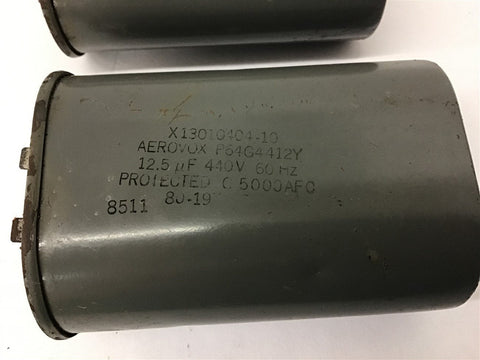 X13010404-10
AEROVOX P64G4412Y
12.5 µF 440V 60 Hz
PROTECTED C 5000AFC
8511 80-19